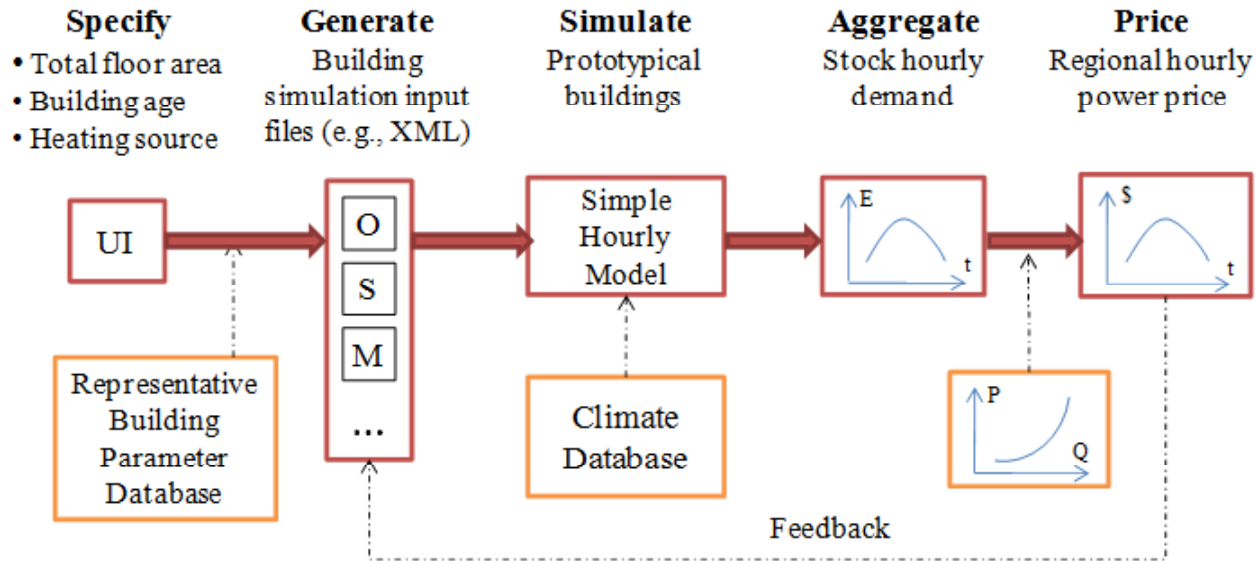 Specify
• Total floor area
• Building age
• Heating source
Generate
Building
simulation input
files (e.g., XML)
Simulate
Prototypical
buildings
Aggregate
Stock hourly
demand
Price
Regional hourly
power price
UI
O
S
M
...
Simple
Hourly
Model
E
t
$
t
Representative
Building
Parameter
Database
Climate
Database
P
Q
Feedback